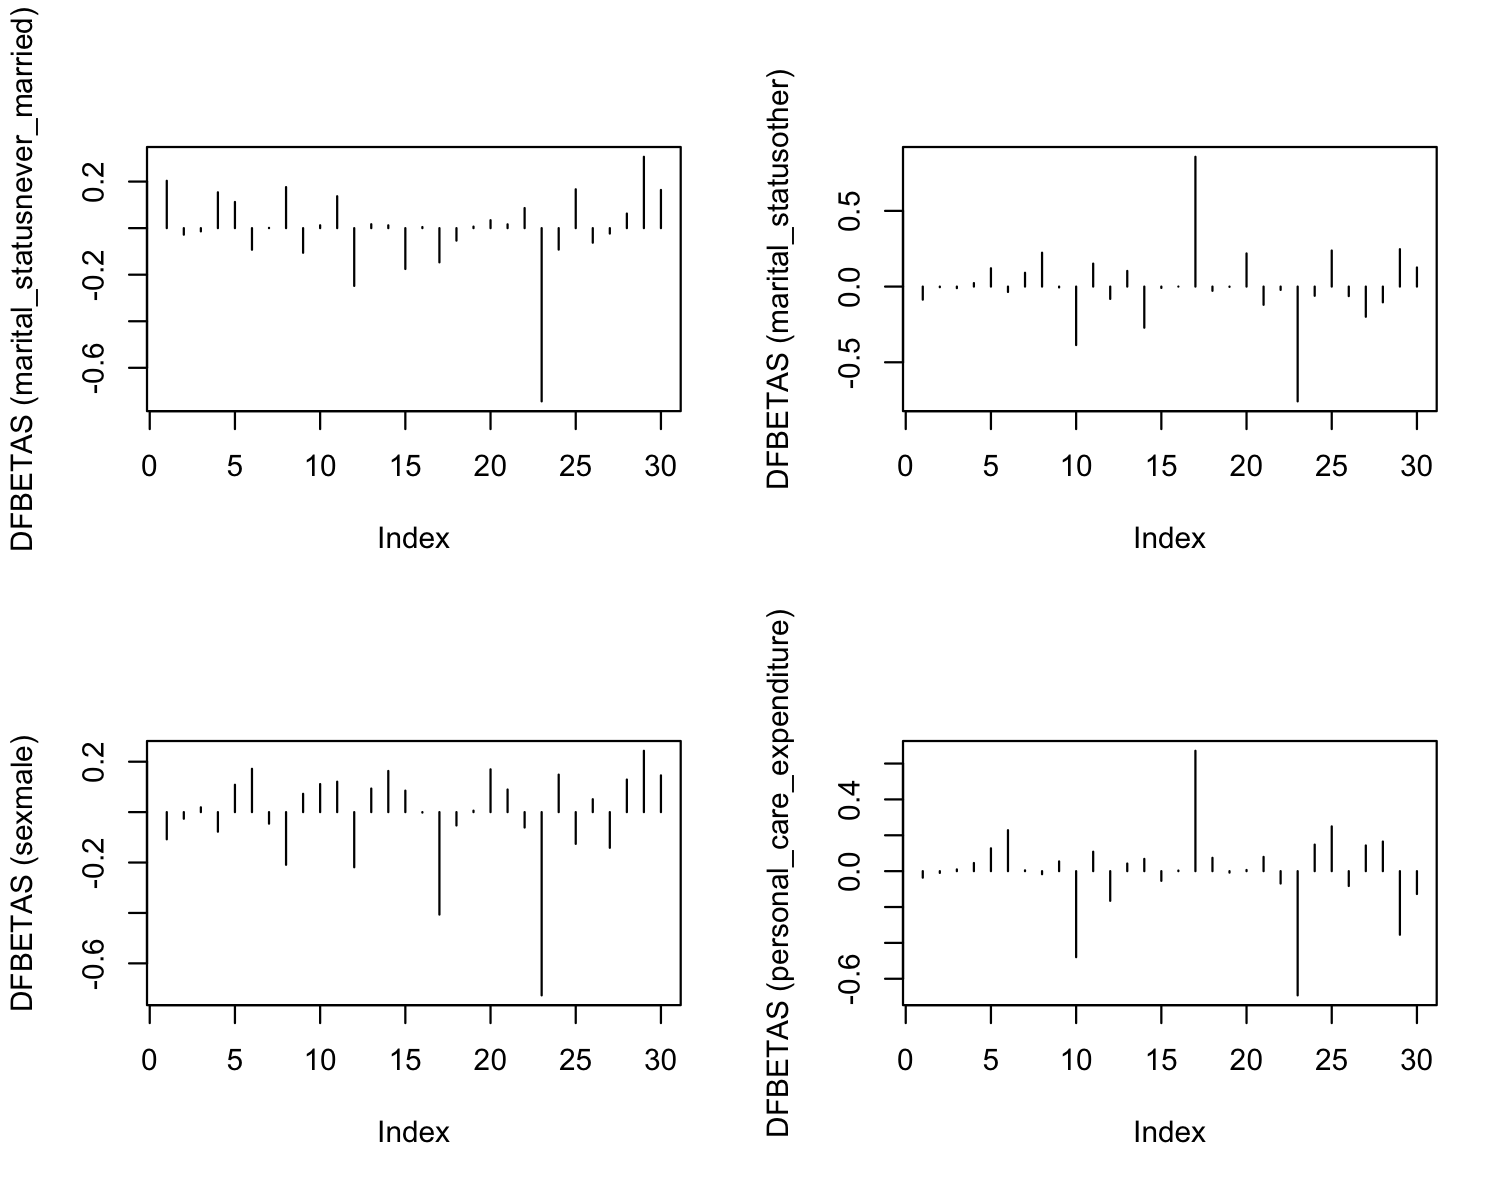 DFBETAS (marital_statusnever_married)
0.2
-0.2
-0.6
0 5 10 15 20 25 30
Index
DFBETAS (marital_statusother)
0.5
0.0
-0.5
0 5 10 15 20 25 30
Index
DFBETAS (sexmale)
0.2
-0.2
-0.6
0 5 10 15 20 25 30
Index
DFBETAS (personal_care_expenditure)
0.4
0.0
-0.6
0 5 10 15 20 25 30
Index